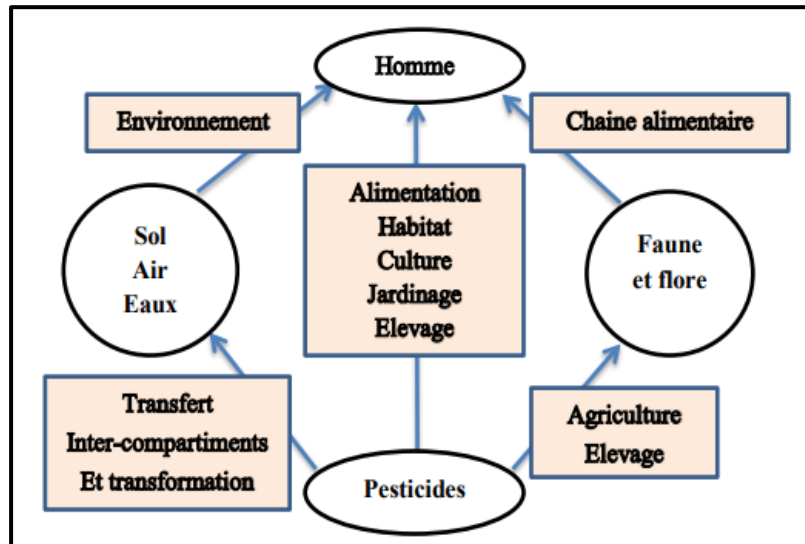 Homme
Environnement
Chaine alimentaire
Alimentation
Habitat
Culture
Jardinage
Elevage
Sol
Air
Eaux
Faune
et flore
Transfert
Inter-compartiments
Et transformation
Agriculture
Elevage
Pesticides